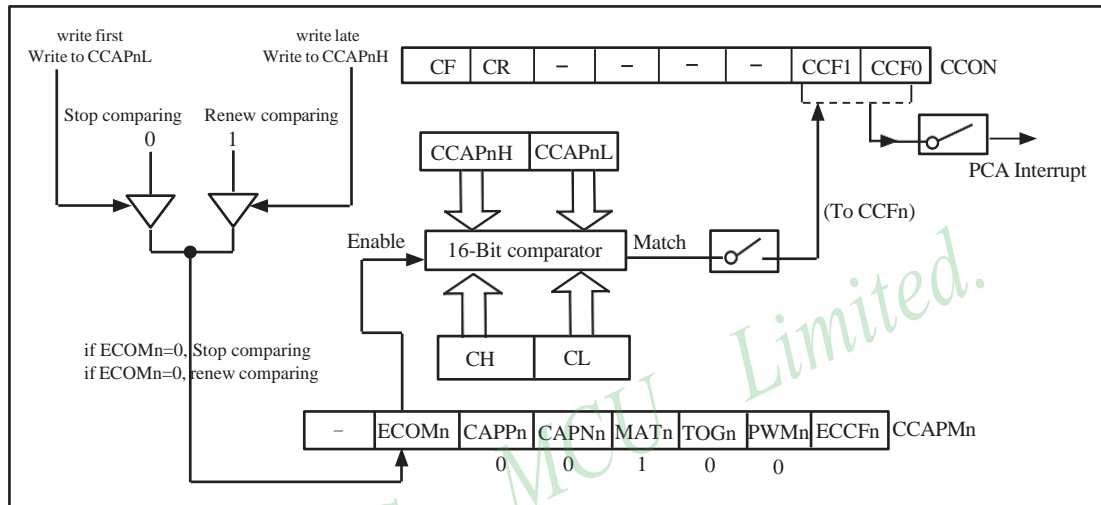 write first
Write to CCAPnL
write late
Write to CCAPnH
CF CR – – – – CCF1 CCF0 CCON
Stop comparing
0
Renew comparing
1
CCAPnH CCAPnL
PCA Interrupt
(To CCFn)
Enable
16-Bit comparator
Match
CH CL
if ECOMn=0, Stop comparing
if ECOMn=0, renew comparing
– ECOMn CAPPn CAPNn MATn TOGn PWMn ECCFn CCAPMn
0 0 1 0 0
MCU Limited.